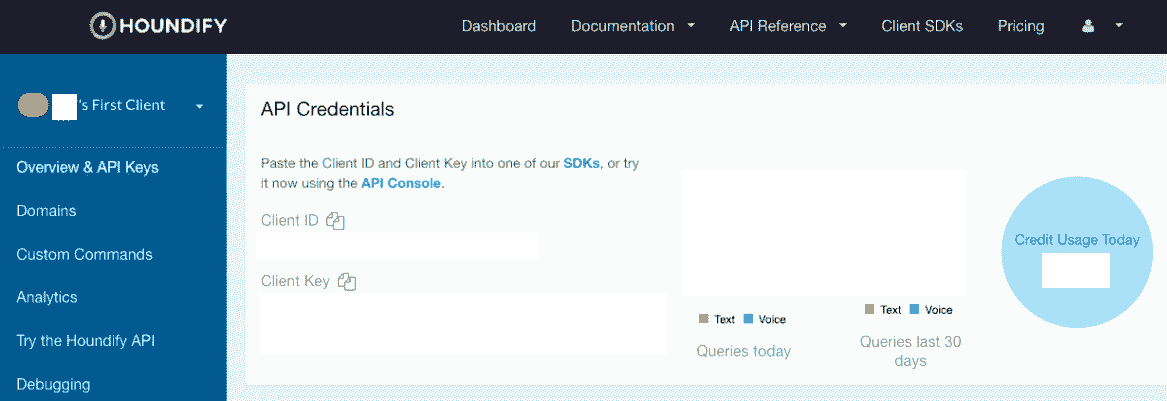 HOUNDIFY
Dashboard Documentation API Reference Client SDKs Pricing
's First Client
Overview & API Keys
Domains
Custom Commands
Analytics
Try the Houndify API
Debugging
API Credentials
Paste the Client ID and Client Key into one of our SDKs, or try
it now using the API Console.
Client ID
Client Key
Text Voice
Queries today
Text Voice
Queries last 30
days
Credit Usage Today